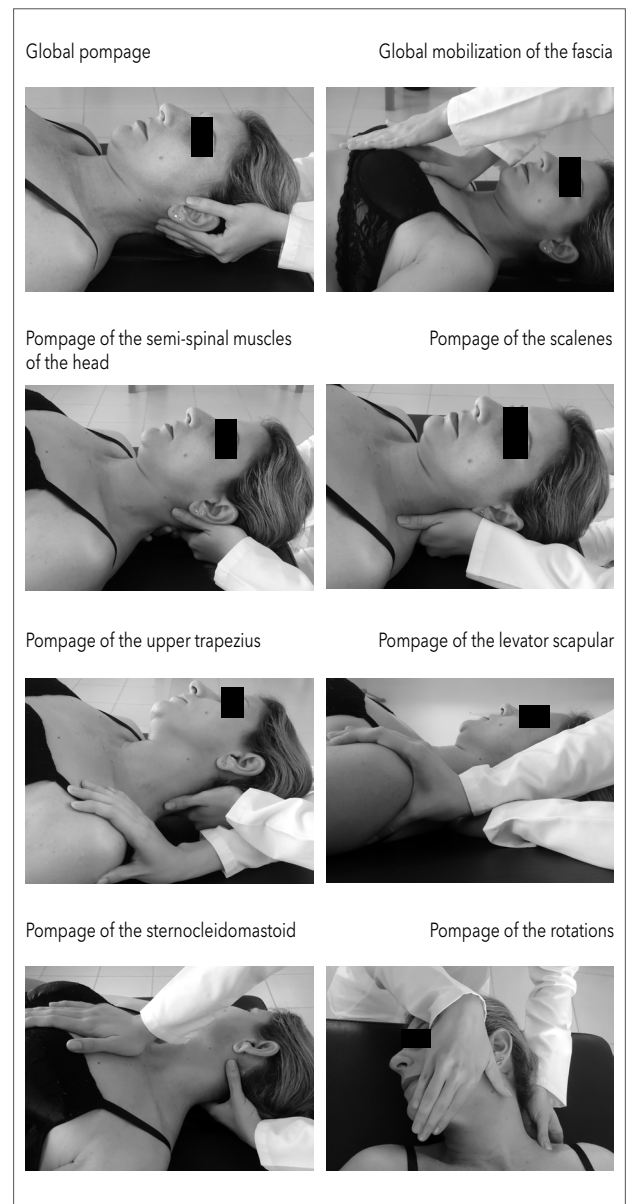 Global pompage
Global mobilization of the fascia
Pompage of the semi-spinal muscles
of the head
Pompage of the scalenes
Pompage of the upper trapezius
Pompage of the levator scapular
Pompage of the sternocleidomastoid
Pompage of the rotations